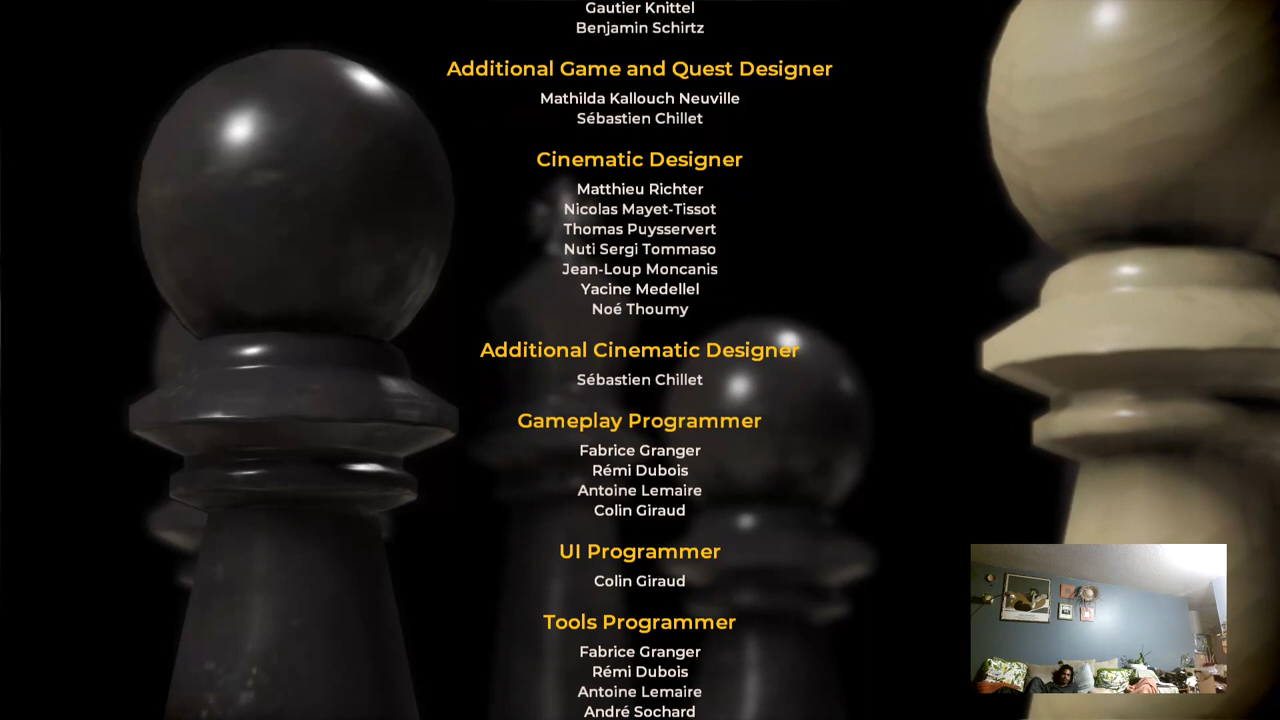 Gautier Knittel
Benjamin Schirtz
Additional Game and Quest Designer
Mathilda Kallouch Neuville
Sébastien Chillet
Cinematic Designer
Matthieu Richter
Nicolas Mayet-Tissot
Thomas Puysservert
Nuti Sergi Tommaso
Jean-Loup Moncanis
Yacine Medellel
Noé Thoumy
Additional Cinematic Designer
Sébastien Chillet
Gameplay Programmer
Fabrice Granger
Rémi Dubois
Antoine Lemaire
Colin Giraud
UI Programmer
Colin Giraud
Tools Programmer
Fabrice Granger
Rémi Dubois
Antoine Lemaire
André Sochard